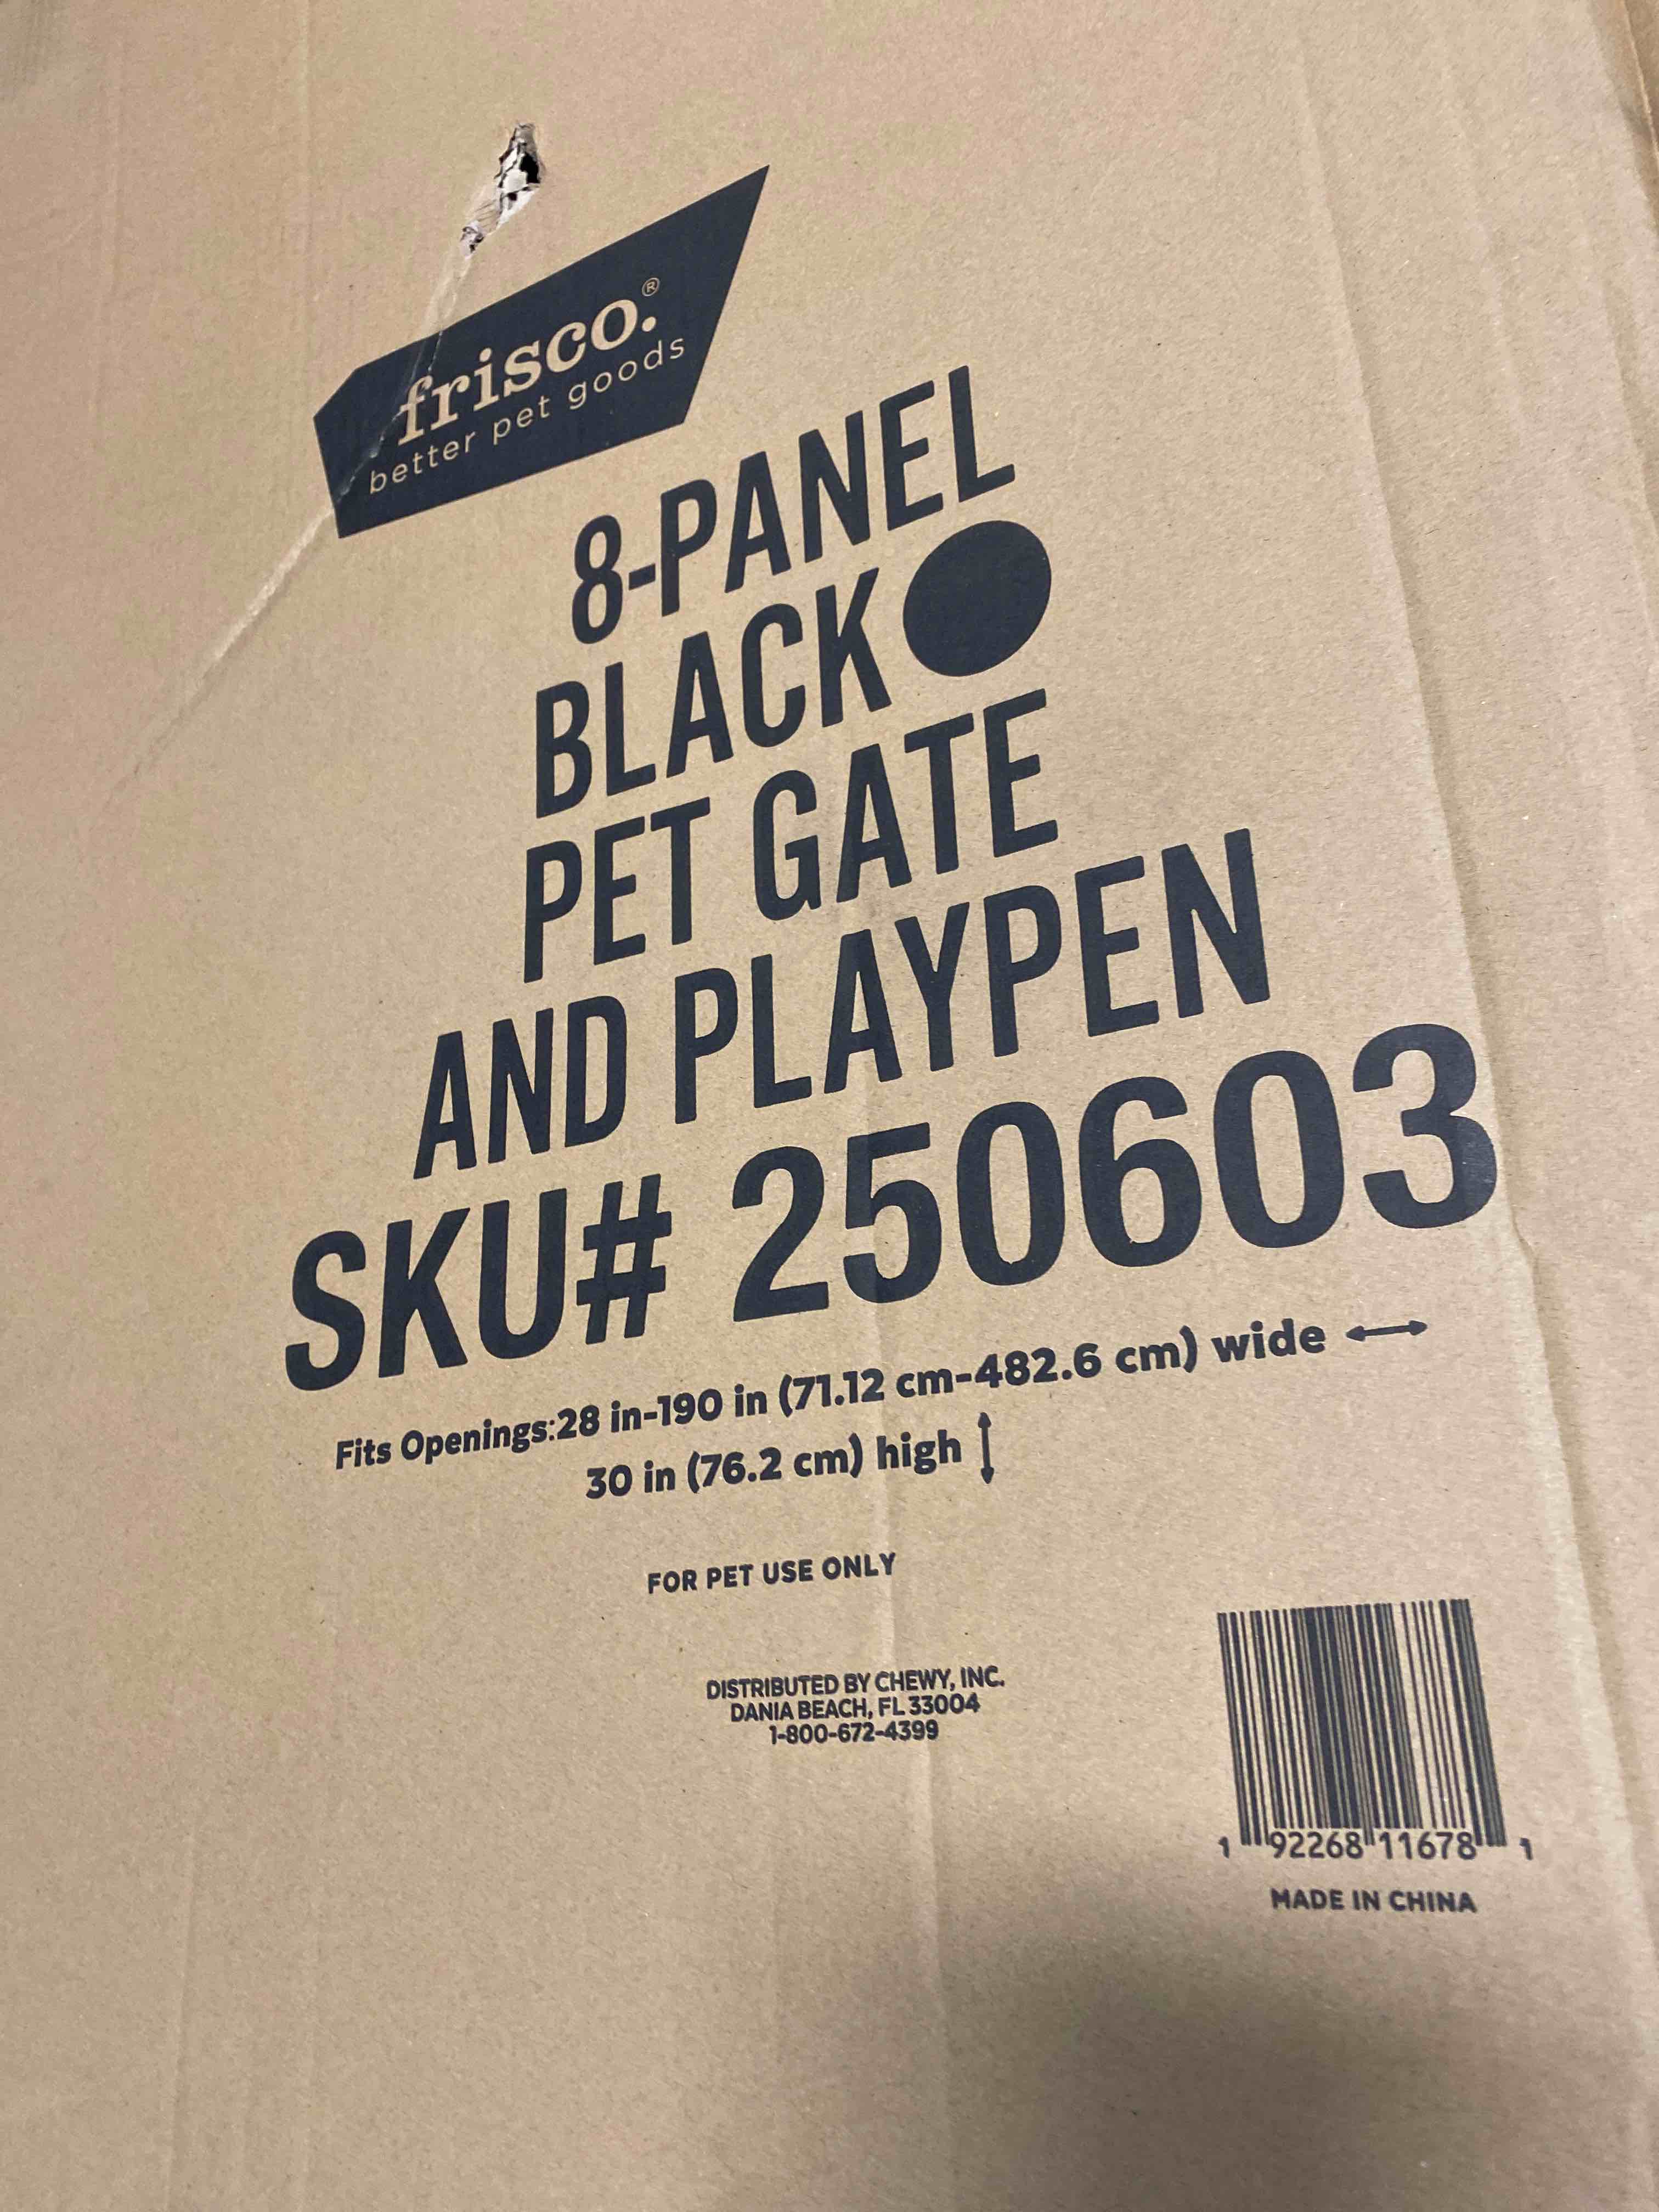 frisco.®
better pet goods
8-PANEL
BLACK
PET GATE
AND PLAYPEN
SKU# 250603
Fits Openings:28 in-190 in (71.12 cm-482.6 cm) wide
30 in (76.2 cm) high
FOR PET USE ONLY
DISTRIBUTED BY CHEWY, INC.
DANIA BEACH, FL 33004
1-800-672-4399
1 92268 11678 1
MADE IN CHINA